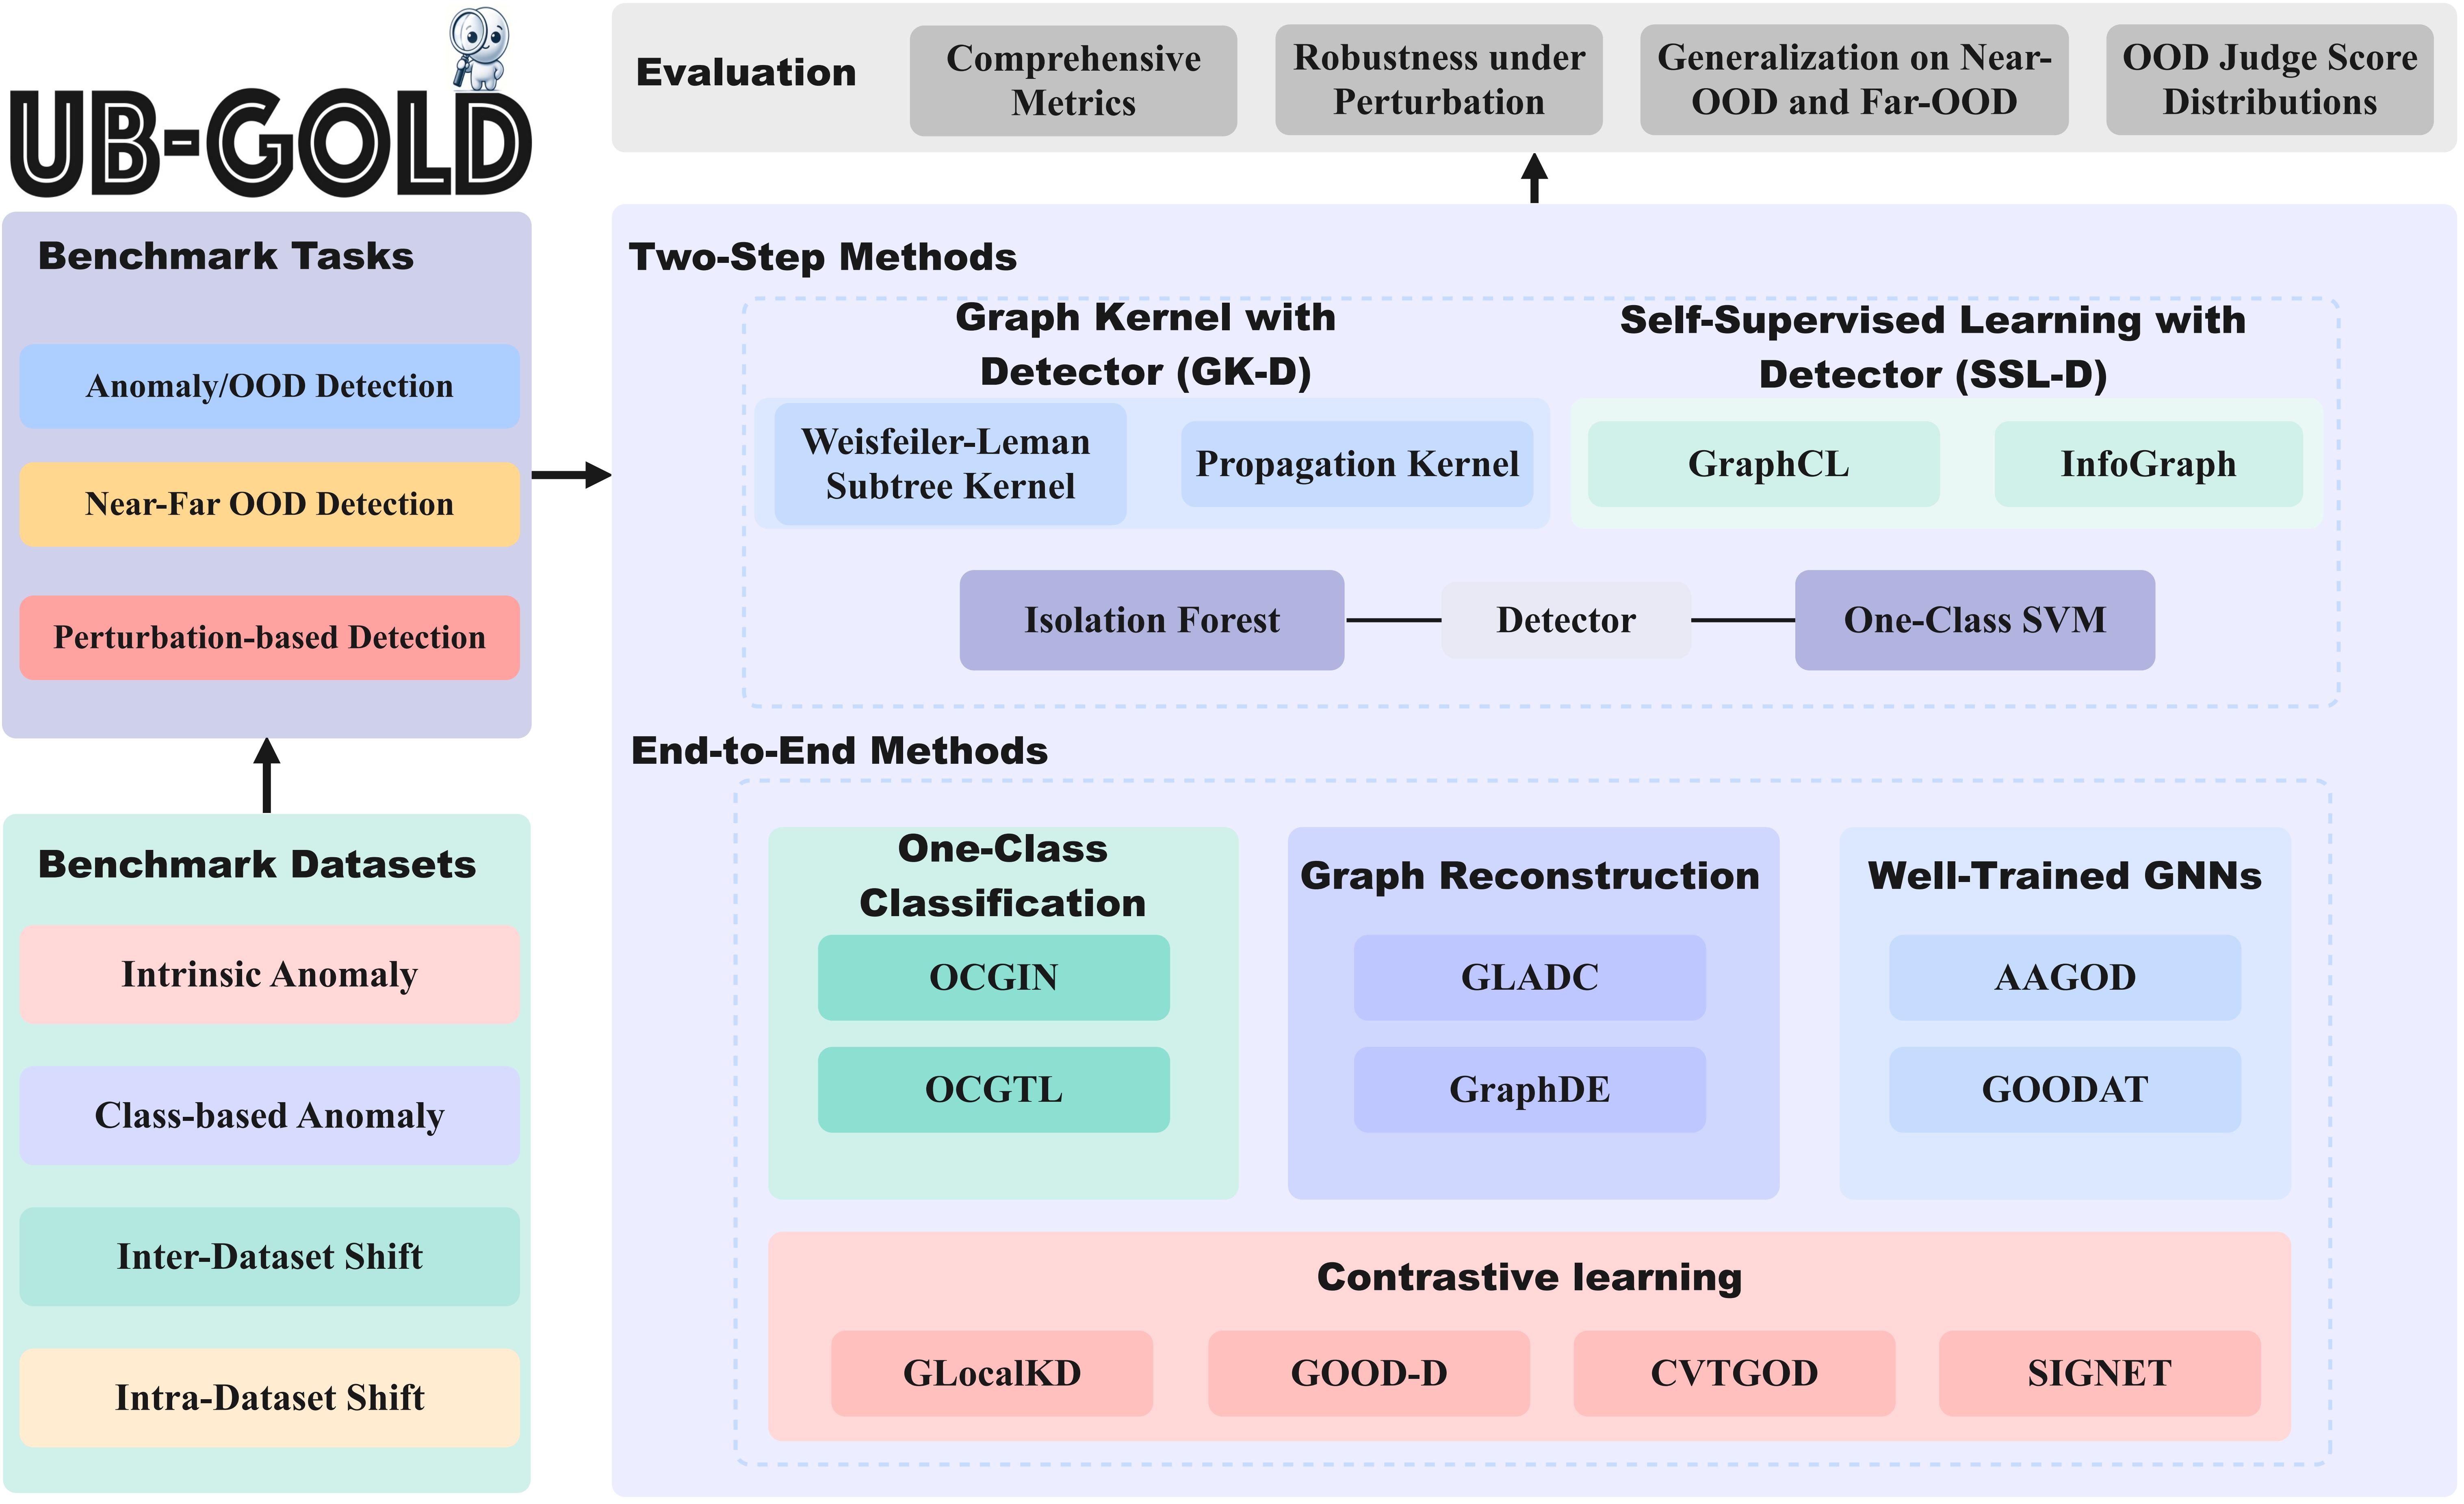 UB-GOLD
Benchmark Tasks
Anomaly/OOD Detection
Near-Far OOD Detection
Perturbation-based Detection
Benchmark Datasets
Intrinsic Anomaly
Class-based Anomaly
Inter-Dataset Shift
Intra-Dataset Shift
Evaluation
Comprehensive
Metrics
Robustness under
Perturbation
Generalization on Near-
OOD and Far-OOD
OOD Judge Score
Distributions
Two-Step Methods
Graph Kernel with
Detector (GK-D)
Weisfeiler-Leman
Subtree Kernel
Propagation Kernel
Self-Supervised Learning with
Detector (SSL-D)
GraphCL
InfoGraph
Isolation Forest
Detector
One-Class SVM
End-to-End Methods
One-Class
Classification
OCGIN
OCGTL
Graph Reconstruction
GLADC
GraphDE
Well-Trained GNNs
AAGOD
GOODAT
Contrastive learning
GLocalKD
GOOD-D
CVTGOD
SIGNET